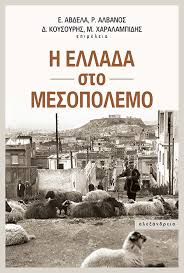 Ε. ΑΒΔΕΛΑ, Ρ. ΑΛΒΑΝΟΣ
Δ. ΚΟΥΣΟΥΡΗΣ, Μ. ΧΑΡΑΛΑΜΠΙΔΗΣ
επιμέλεια
Η ΕΛΛΑΔΑ
στο
ΜΕΣΟΠΟΛΕΜΟ
αλεξάνδρεια